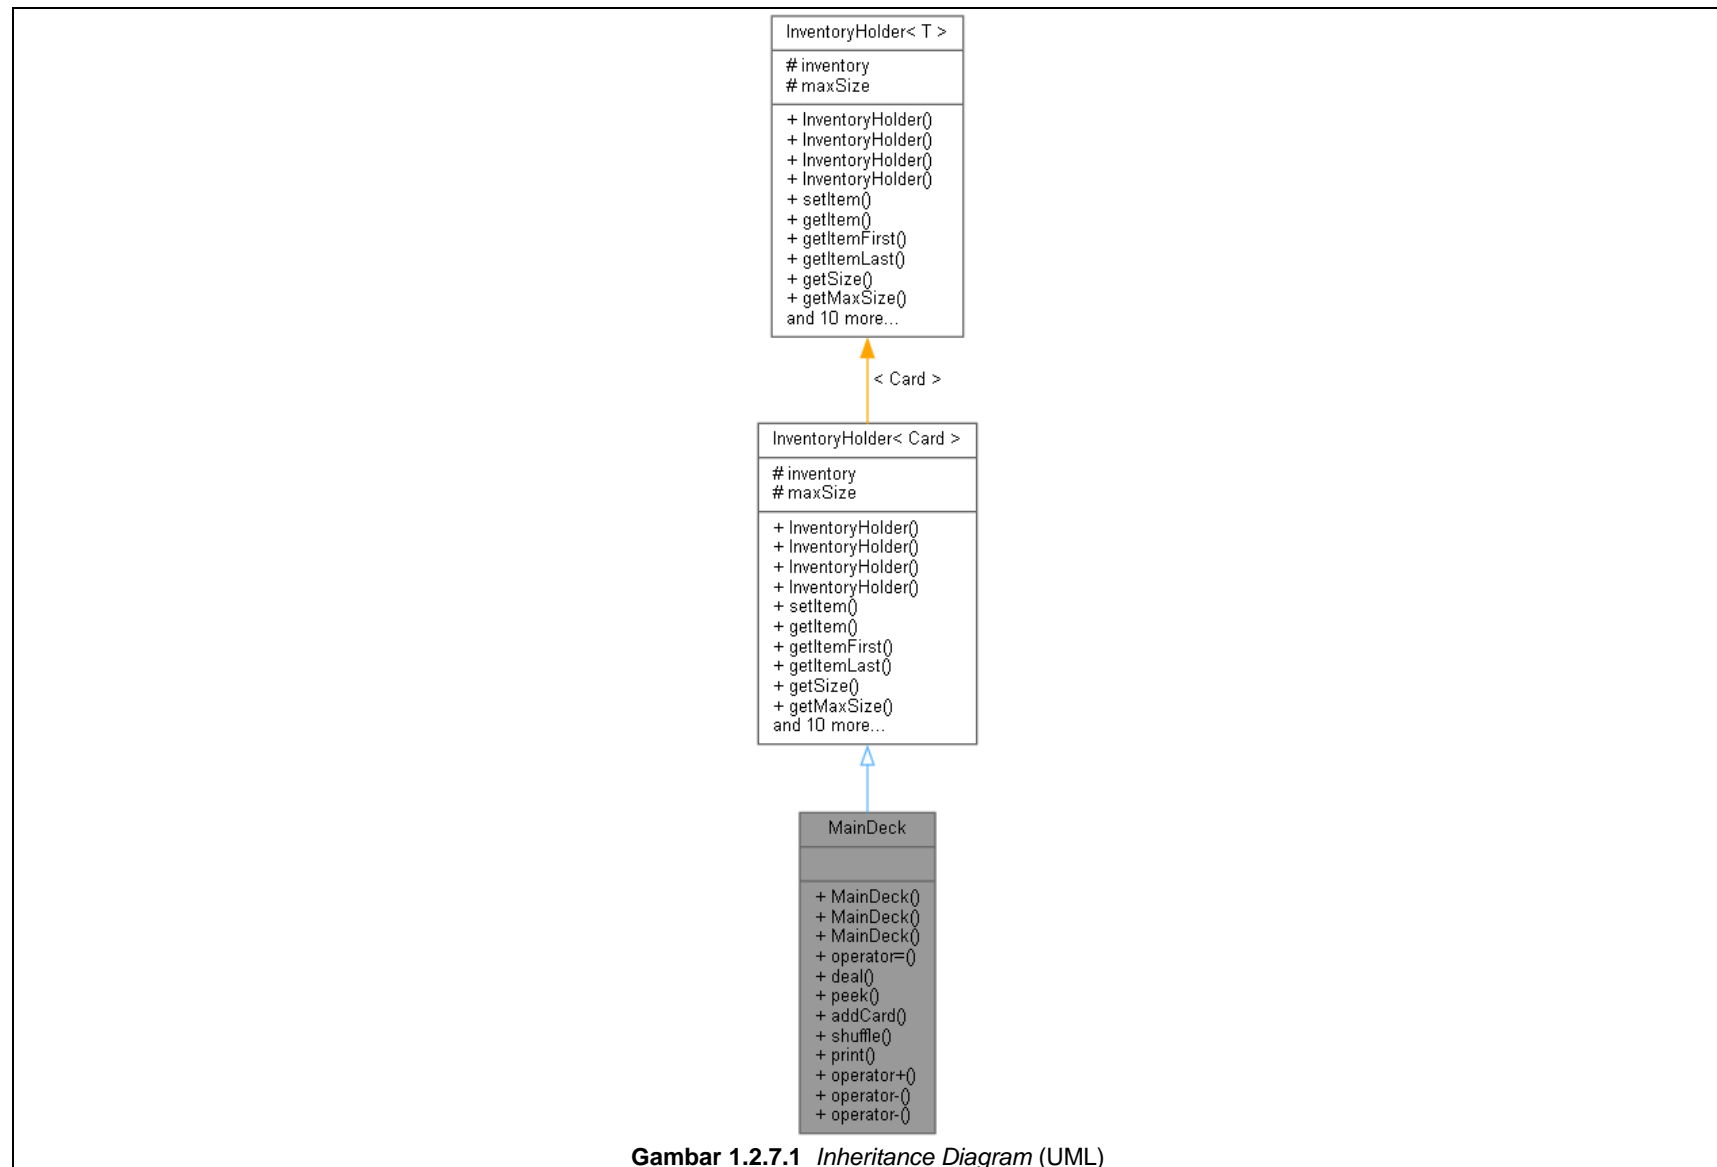 InventoryHolder< T >
# inventory
# maxSize
+ InventoryHolder()
+ InventoryHolder()
+ InventoryHolder()
+ InventoryHolder()
+ setItem()
+ getItem()
+ getItemFirst()
+ getItemLast()
+ getSize()
+ getMaxSize()
and 10 more...
< Card >
InventoryHolder< Card >
# inventory
# maxSize
+ InventoryHolder()
+ InventoryHolder()
+ InventoryHolder()
+ InventoryHolder()
+ setItem()
+ getItem()
+ getItemFirst()
+ getItemLast()
+ getSize()
+ getMaxSize()
and 10 more...
MainDeck
+ MainDeck()
+ MainDeck()
+ MainDeck()
+ operator=()
+ deal()
+ peek()
+ addCard()
+ shuffle()
+ print()
+ operator+()
+ operator-()
+ operator-()
Gambar 1.2.7.1 Inheritance Diagram (UML)